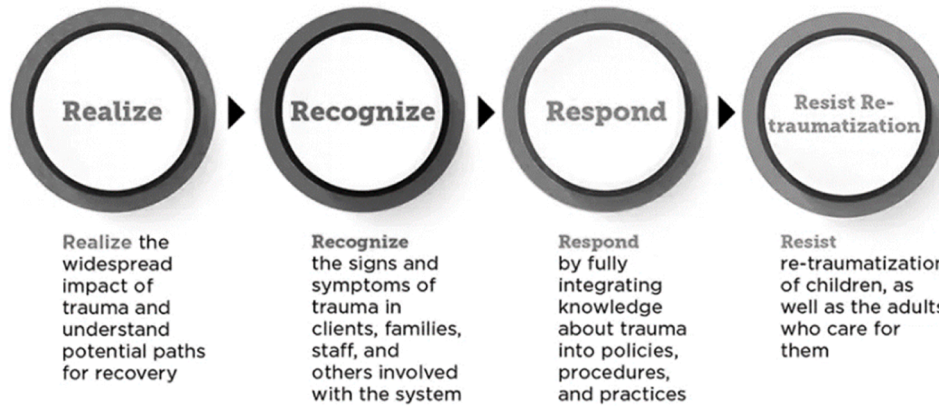 Realize
Recognize
Respond
Resist Re-
traumatization
Realize the
widespread
impact of
trauma and
understand
potential paths
for recovery
Recognize
the signs and
symptoms of
trauma in
clients, families,
staff, and
others involved
with the system
Respond
by fully
integrating
knowledge
about trauma
into policies,
procedures,
and practices
Resist
re-traumatization
of children, as
well as the adults
who care for
them